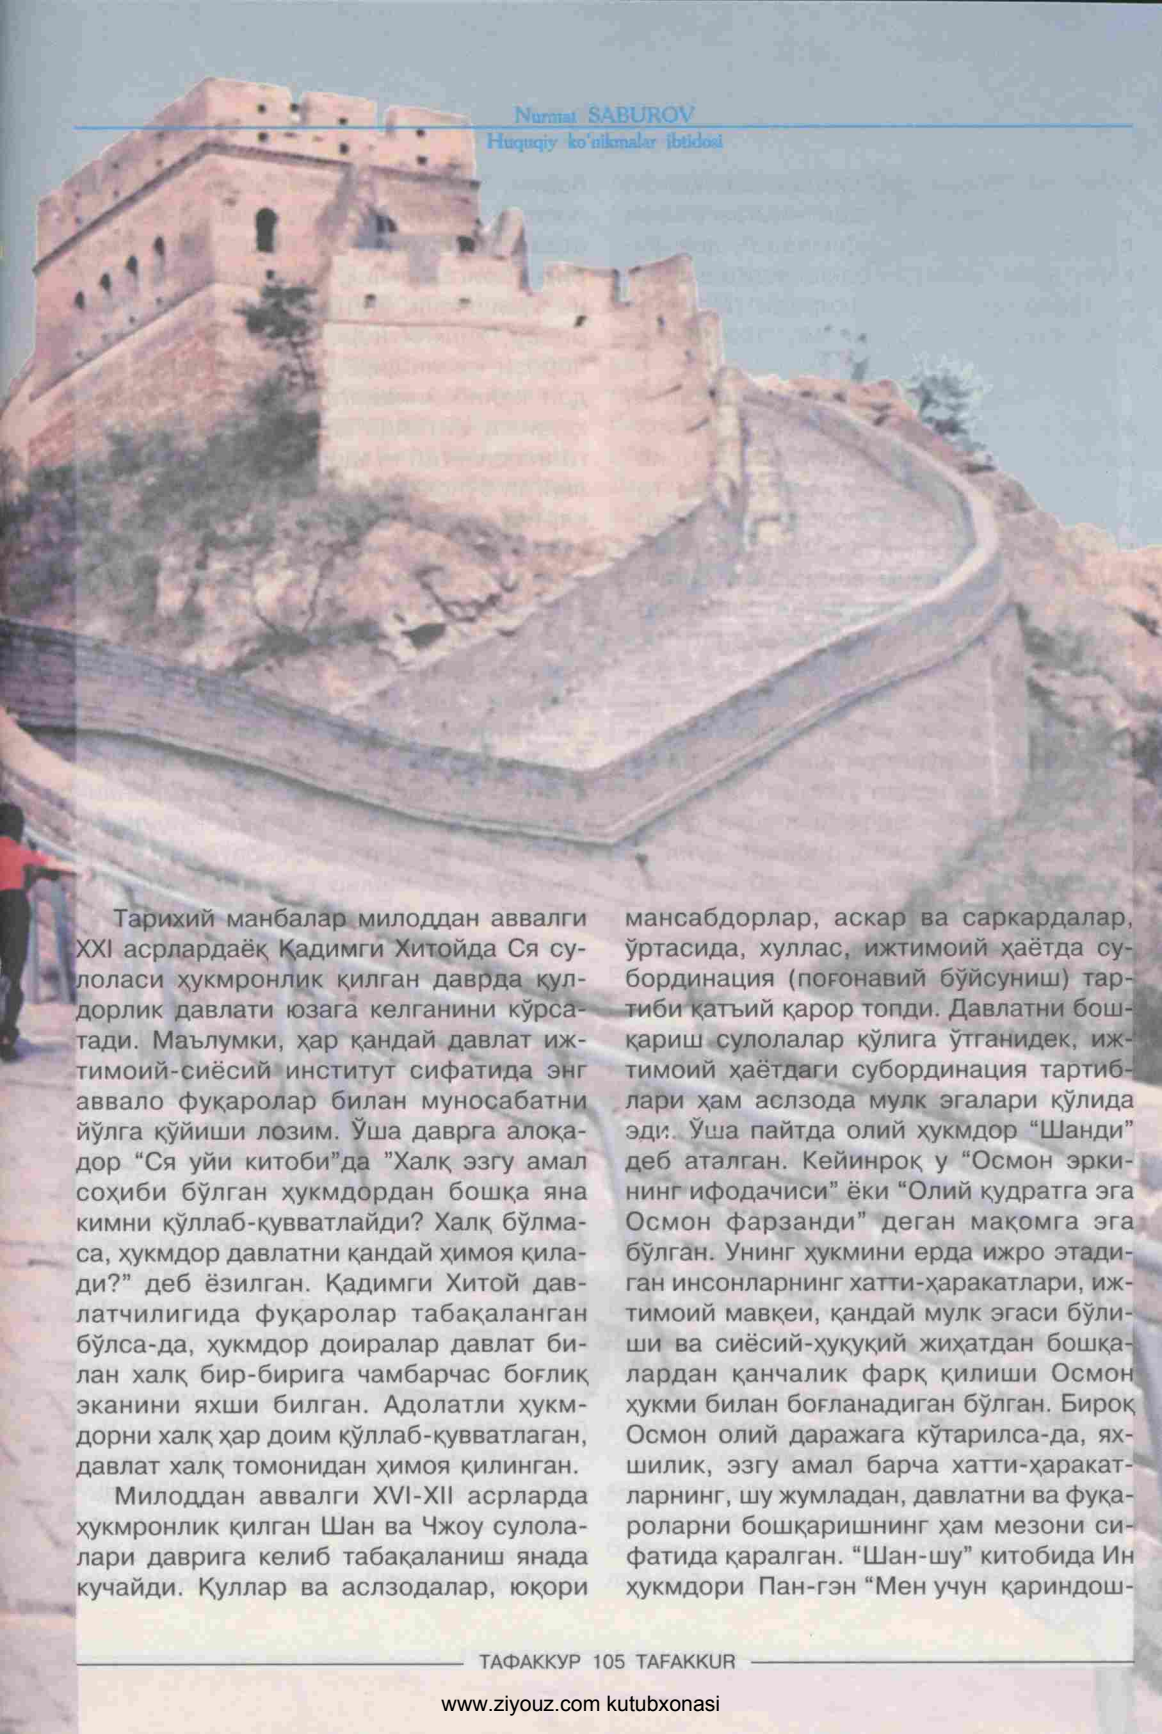 Nurmat SABUROV
Huquqiy ko'nikmalar ibtidosi
Тарихий манбалар милоддан аввалги
XXI асрлардаёқ Қадимги Хитойда Ся су-
лоласи ҳукмронлик қилган даврда қул-
дорлик давлати юзага келганини кўрса-
тади. Маълумки, ҳар қандай давлат иж-
тимоий-сиёсий институт сифатида энг
аввало фуқаролар билан муносабатни
йўлга қўйиши лозим. Ўша даврга алоқа-
дор “Ся уйи китоби”да ”Халқ эзгу амал
соҳиби бўлган ҳукмдордан бошқа яна
кимни қўллаб-қувватлайди? Халқ бўлма-
са, ҳукмдор давлатни қандай ҳимоя қила-
ди?” деб ёзилган. Қадимги Хитой дав-
латчилигида фуқаролар табақаланган
бўлса-да, ҳукмдор доиралар давлат би-
лан халқ бир-бирига чамбарчас боғлиқ
эканини яхши билган. Адолатли ҳукм-
дорни халқ ҳар доим қўллаб-қувватлаган,
давлат халқ томонидан ҳимоя қилинган.
Милоддан аввалги XVI-XII асрларда
ҳукмронлик қилган Шан ва Чжоу сулола-
лари даврига келиб табақаланиш янада
кучайди. Қуллар ва аслзодалар, юқори
мансабдорлар, аскар ва саркардалар,
ўртасида, хуллас, ижтимоий ҳаётда су-
бординация (поғонавий бўйсуниш) тар-
тиби қатъий қарор топди. Давлатни бош-
қариш сулолалар қўлига ўтганидек, иж-
тимоий ҳаётдаги субординация тартиб-
лари ҳам аслзода мулк эгалари қўлида
эди. Ўша пайтда олий ҳукмдор “Шанди”
деб аталган. Кейинроқ у “Осмон эрки-
нинг ифодачиси” ёки “Олий қудратга эга
Осмон фарзанди” деган мақомга эга
бўлган. Унинг ҳукмини ерда ижро этади-
ган инсонларнинг хатти-ҳаракатлари, иж-
тимоий мавқеи, қандай мулк эгаси бўли-
ши ва сиёсий-ҳуқуқий жиҳатдан бошқа-
лардан қанчалик фарқ қилиши Осмон
ҳукми билан боғланадиган бўлган. Бироқ
Осмон олий даражага кўтарилса-да, ях-
шилик, эзгу амал барча хатти-ҳаракат-
ларнинг, шу жумладан, давлатни ва фуқа-
роларни бошқаришнинг ҳам мезони си-
фатида қаралган. “Шан-шу” китобида Ин
ҳукмдори Пан-гэн “Мен учун қариндош-
ТАФАККУР 105 TAFAKKUR
www.ziyouz.com kutubxonasi